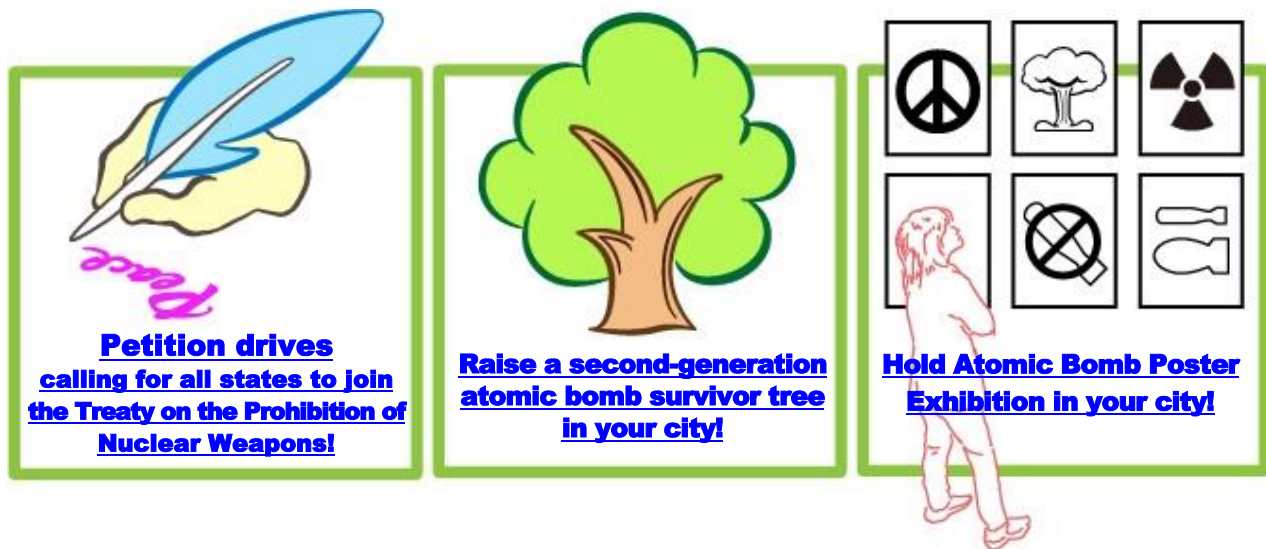 Peace
Petition drives
calling for all states to join
the Treaty on the Prohibition of
Nuclear Weapons!
Raise a second-generation
atomic bomb survivor tree
in your city!
Hold Atomic Bomb Poster
Exhibition in your city!